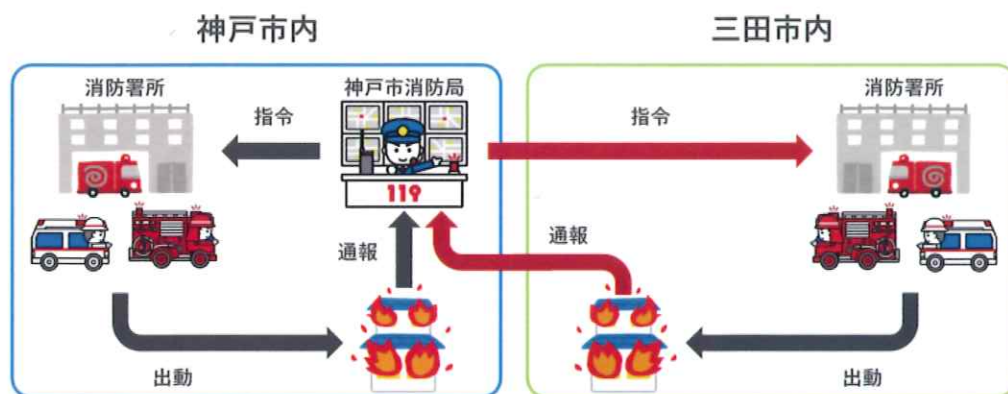 神戸市内
三田市内
消防署所
神戸市消防局
消防署所
指令
指令
119
通報
通報
出動
出動